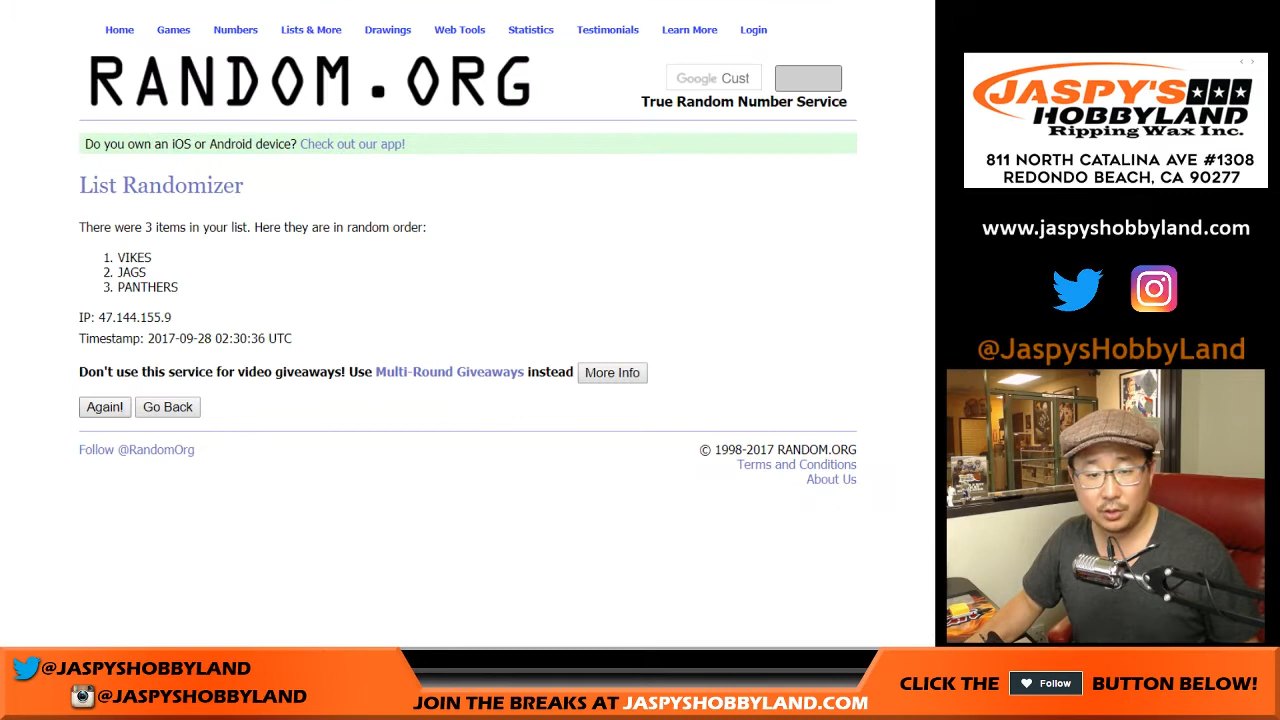 Home Games Numbers Lists & More Drawings Web Tools Statistics Testimonials Learn More Login
RANDOM.ORG
Google Cust
True Random Number Service
Do you own an iOS or Android device? Check out our app!
List Randomizer
There were 3 items in your list. Here they are in random order:
1. VIKES
2. JAGS
3. PANTHERS
IP: 47.144.155.9
Timestamp: 2017-09-28 02:30:36 UTC
Don't use this service for video giveaways! Use Multi-Round Giveaways instead More Info
Again! Go Back
Follow @RandomOrg
© 1998-2017 RANDOM.ORG
Terms and Conditions
About Us
JASPY'S
HOBBYLAND
Ripping Wax Inc.
811 NORTH CATALINA AVE #1308
REDONDO BEACH, CA 90277
www.jaspyshobbyland.com
@JaspysHobbyLand
@JASPYSHOBBYLAND
@JASPYSHOBBYLAND
JOIN THE BREAKS AT JASPYSHOBBYLAND.COM
CLICK THE Follow BUTTON BELOW!